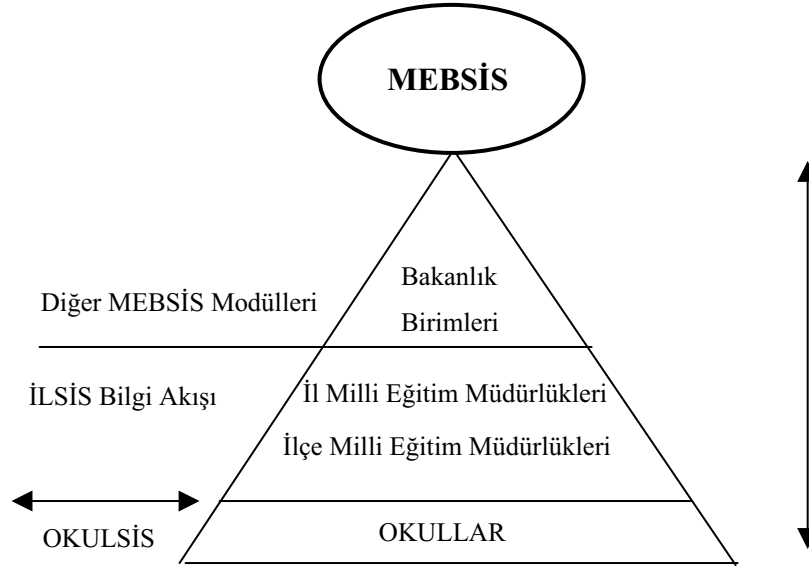 MEBSİS
Diğer MEBSİS Modülleri
Bakanlık
Birimleri
İLSİS Bilgi Akışı
İl Milli Eğitim Müdürlükleri
İlçe Milli Eğitim Müdürlükleri
OKULSİS
OKULLAR